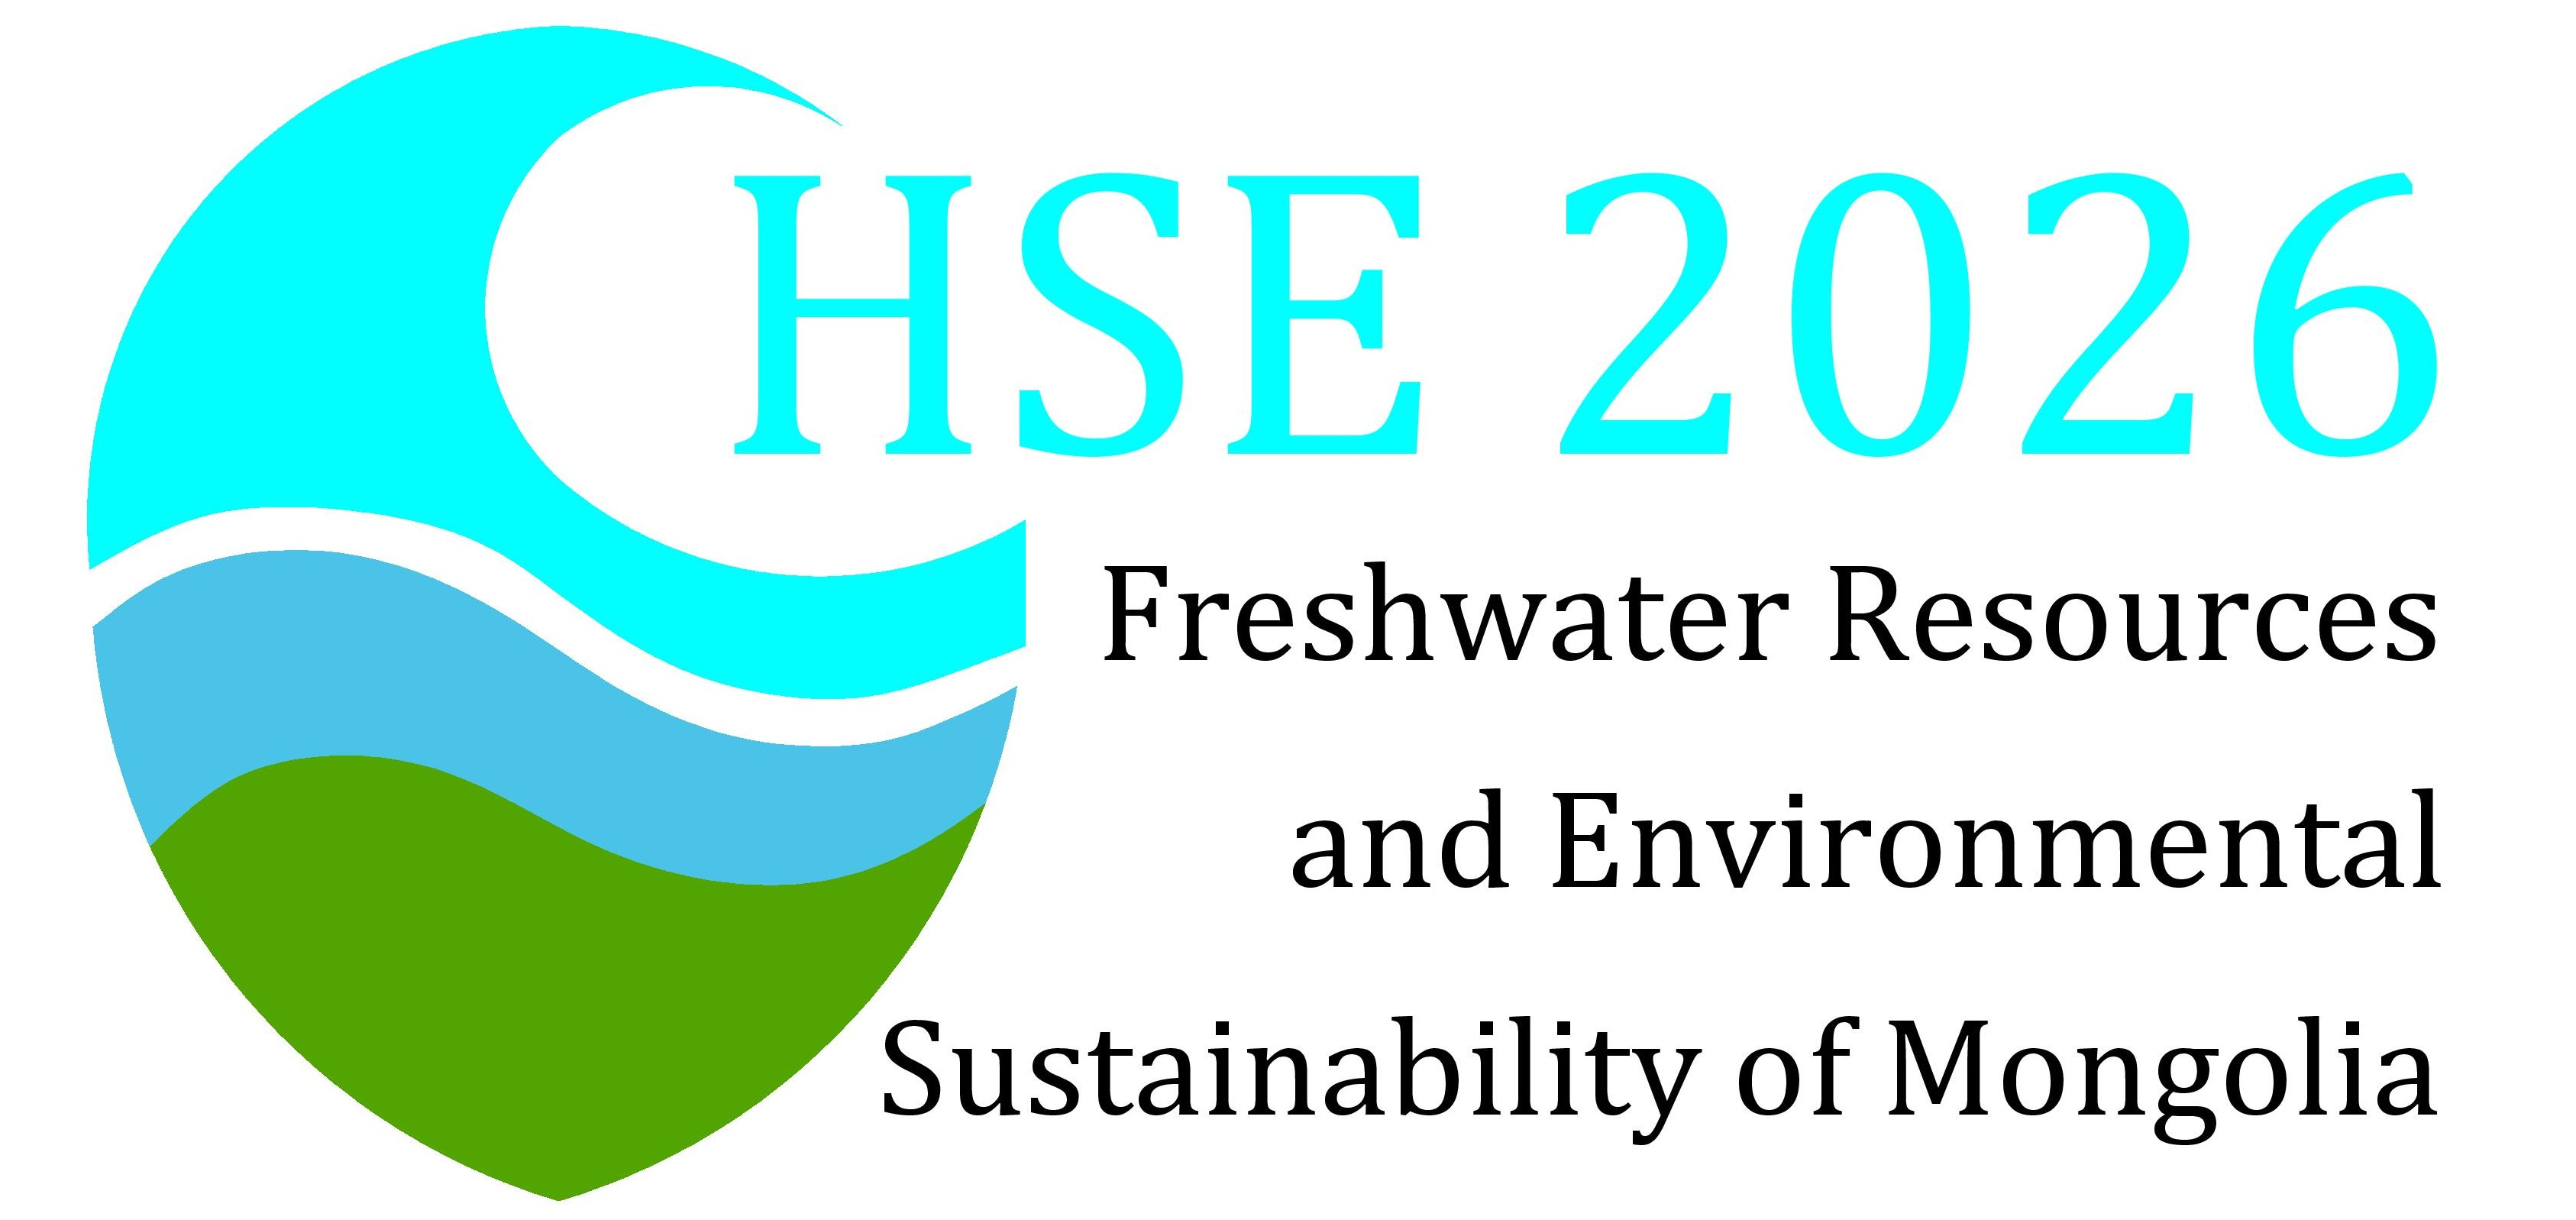 HSE 2026
Freshwater Resources
and Environmental
Sustainability of Mongolia